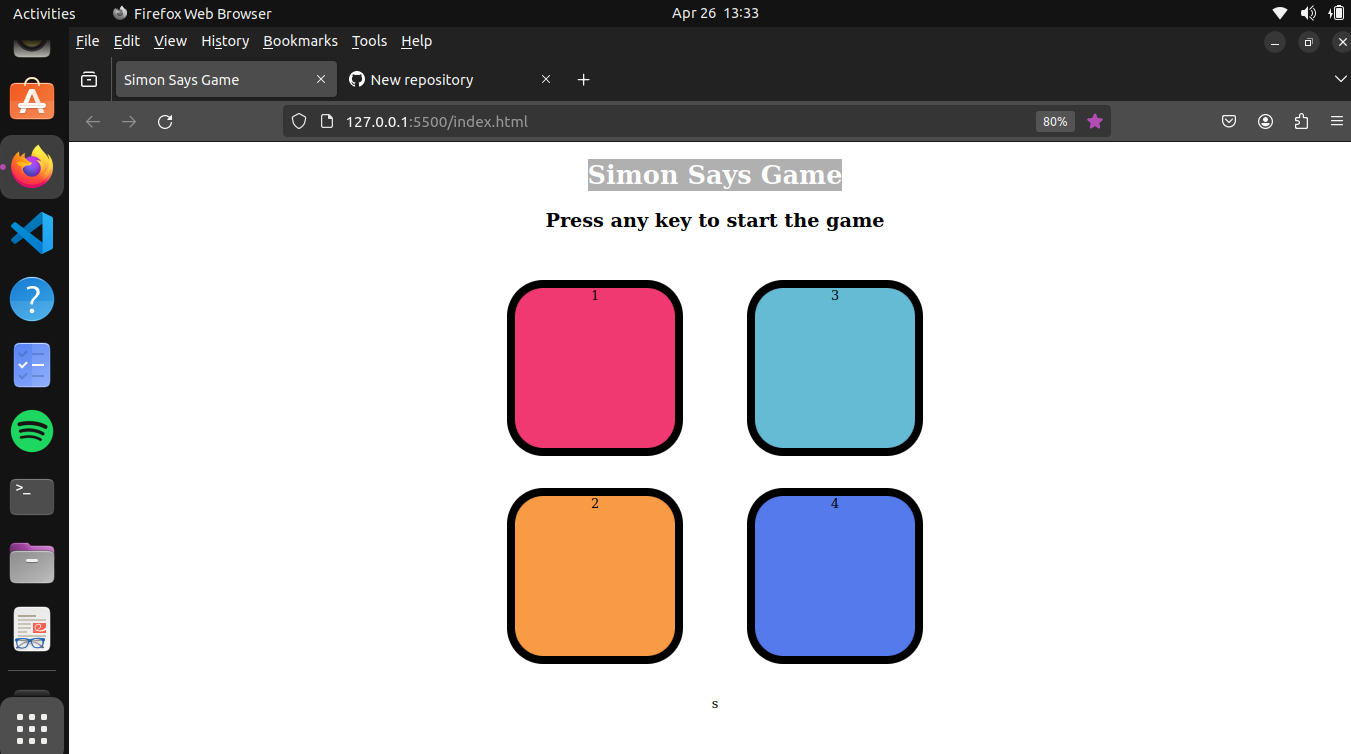 Activities Firefox Web Browser Apr 26 13:33
File Edit View History Bookmarks Tools Help
Simon Says Game New repository
127.0.0.1:5500/index.html 80%
Simon Says Game
Press any key to start the game
1 3
2 4
s